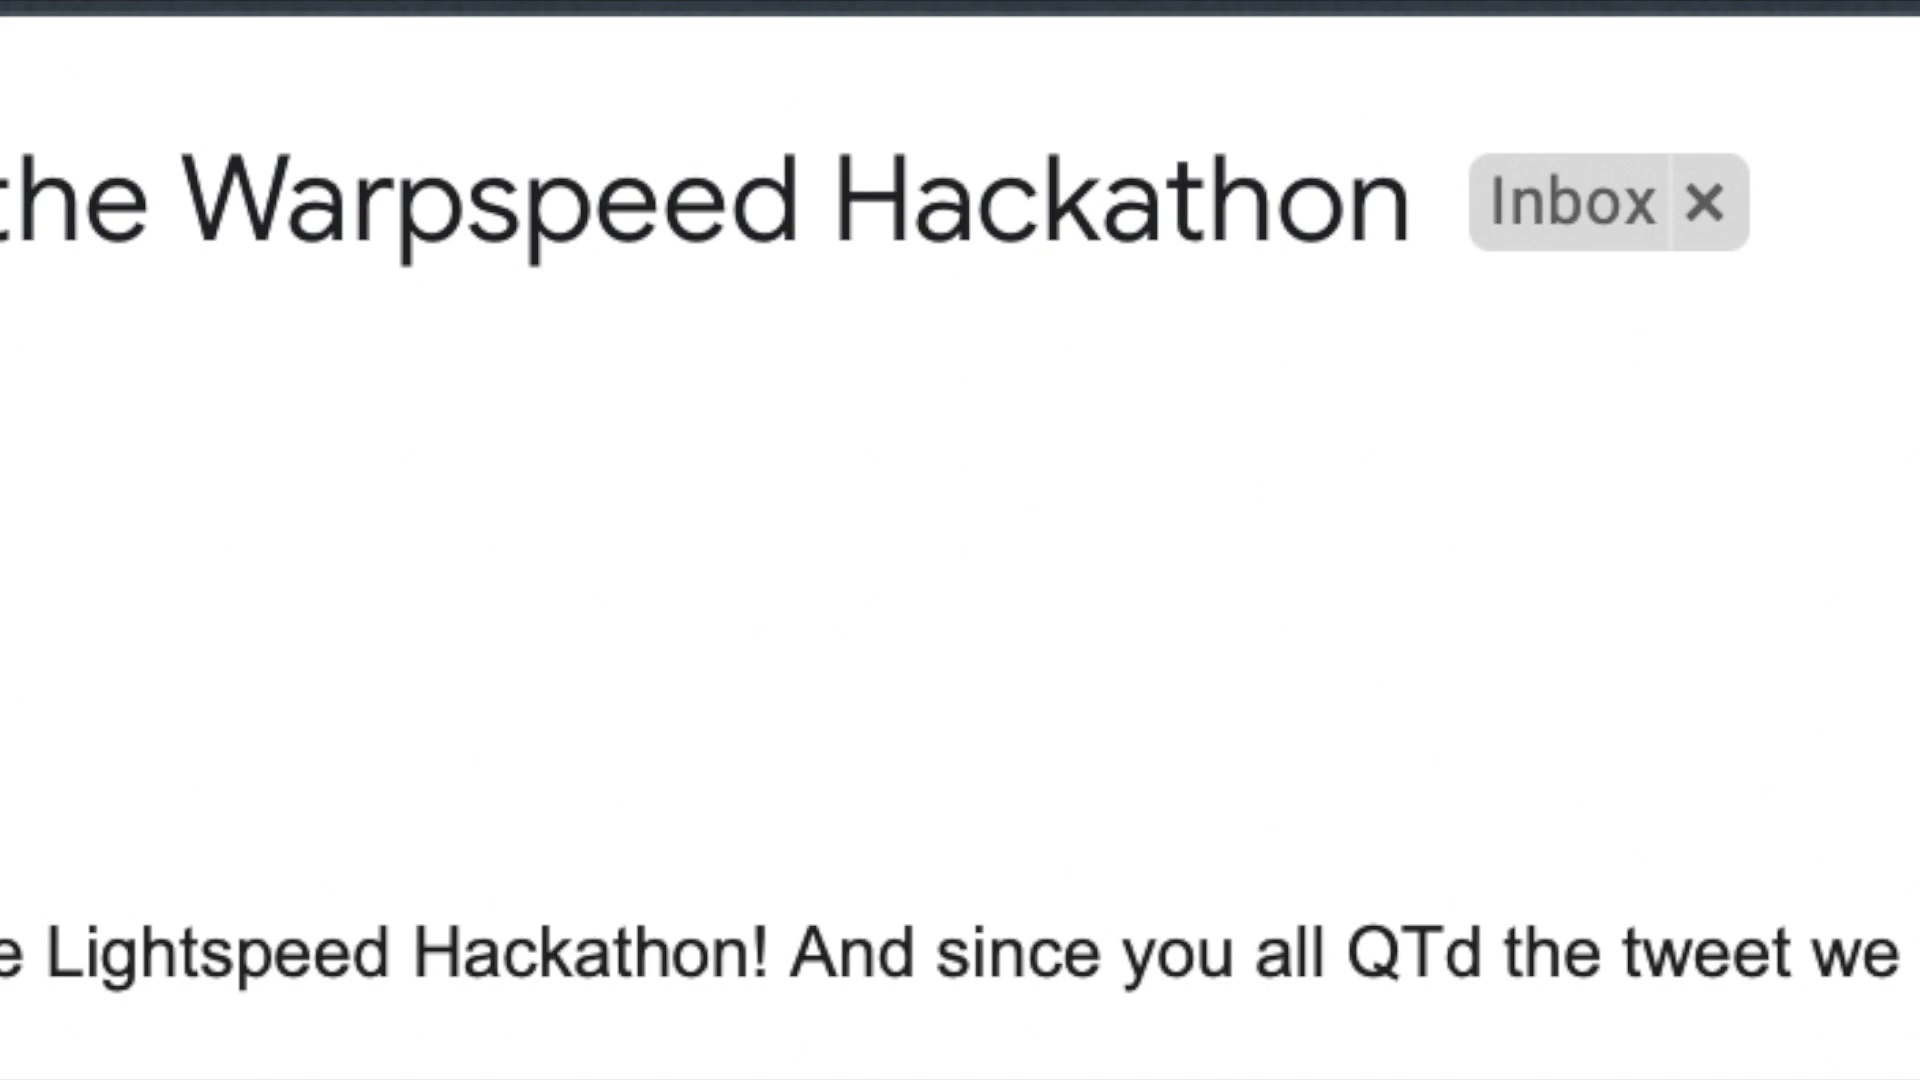 the Warpspeed Hackathon Inbox ×
e Lightspeed Hackathon! And since you all QTd the tweet we